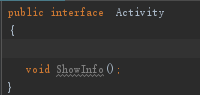 public interface  Activity
{
void ShowInfo();
}